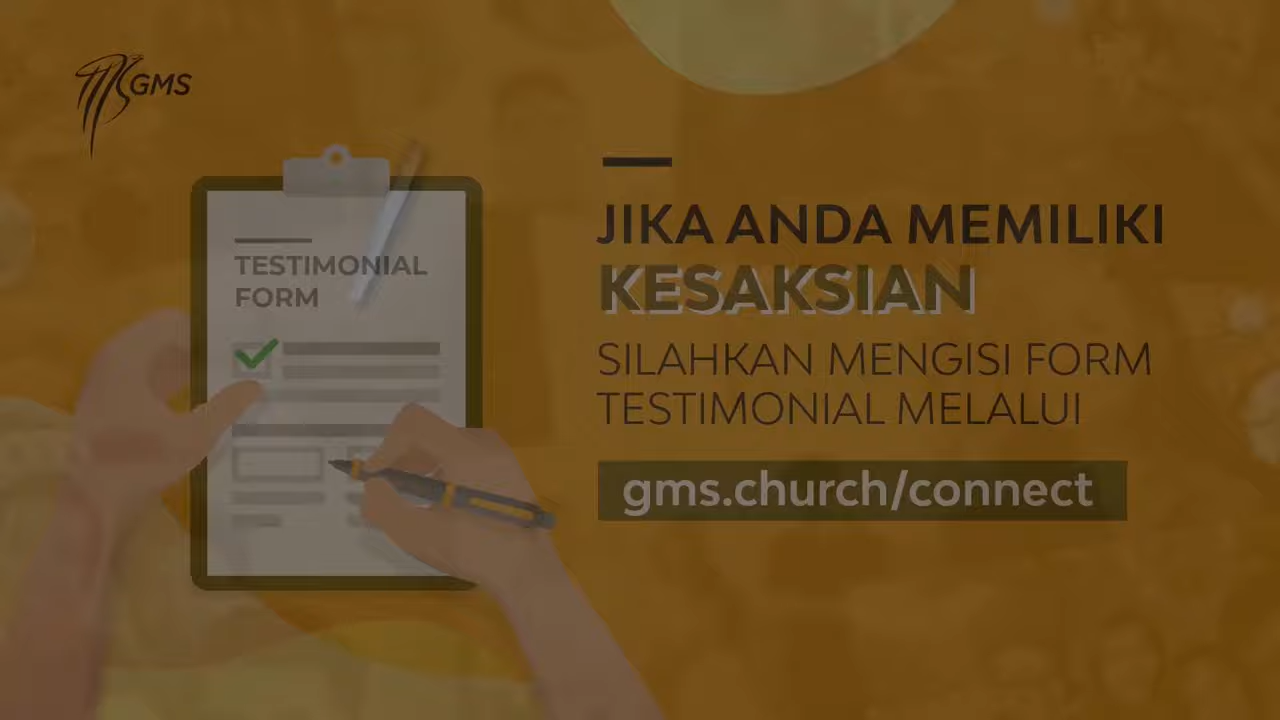 GMS
TESTIMONIAL
FORM
JIKA ANDA MEMILIKI
KESAKSIAN
SILAHKAN MENGISI FORM
TESTIMONIAL MELALUI
gms.church/connect